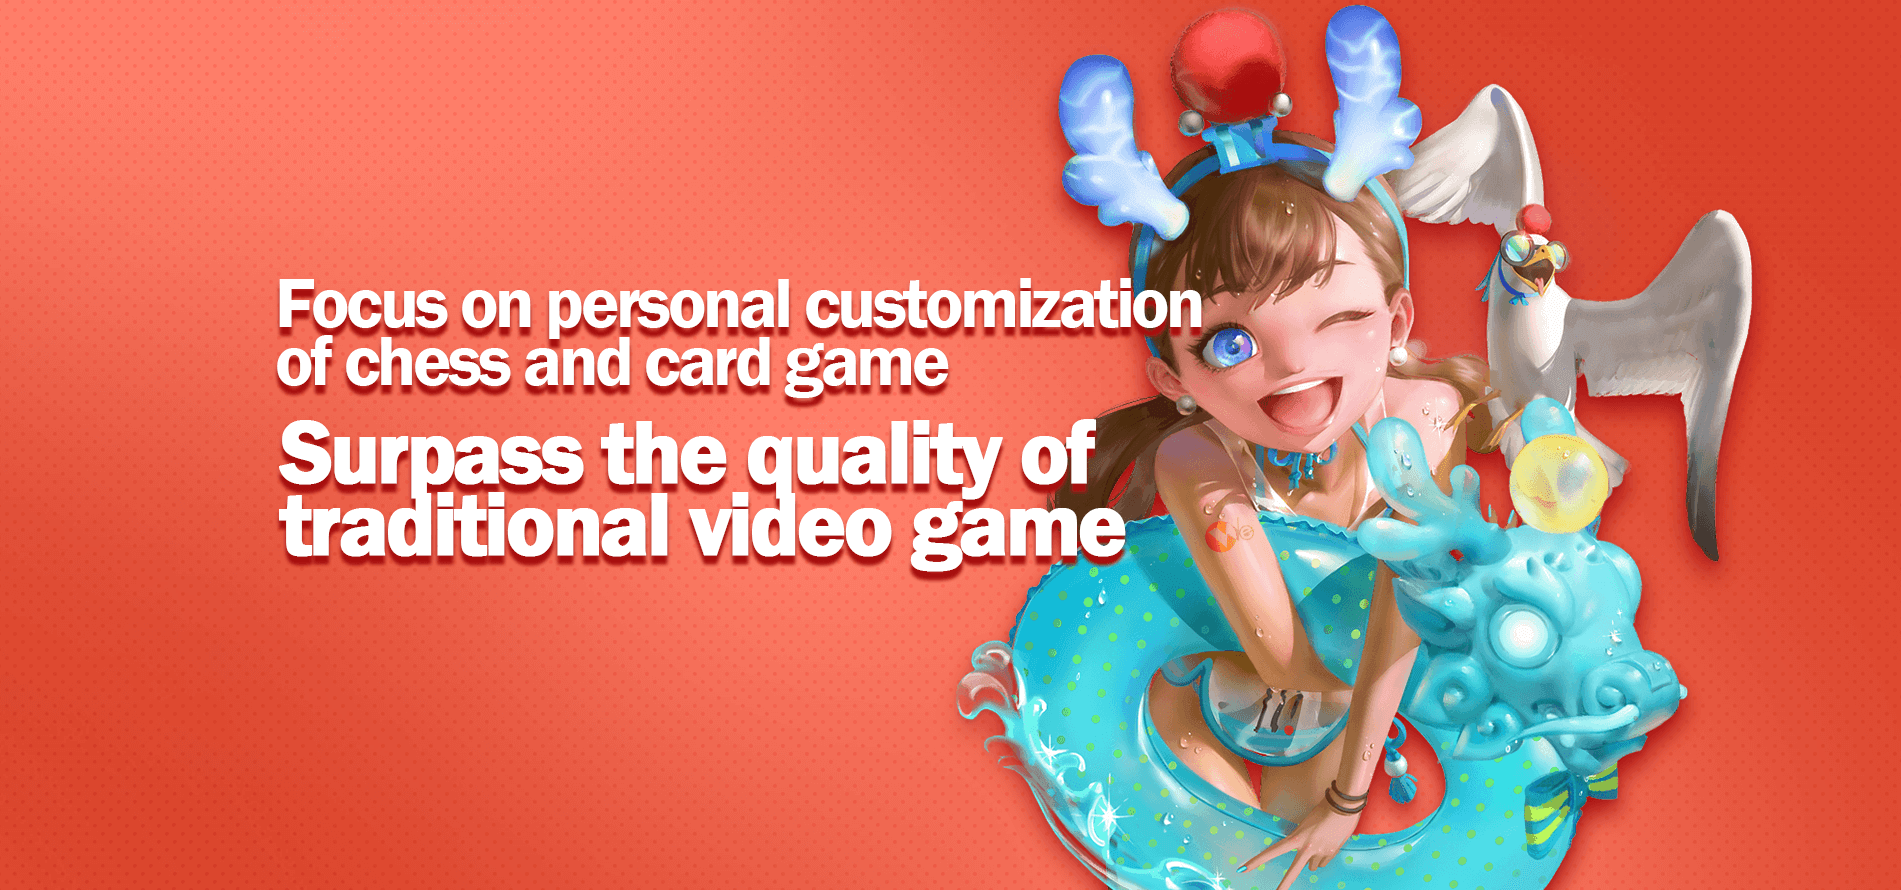 Focus on personal customization
of chess and card game
Surpass the quality of
traditional video game